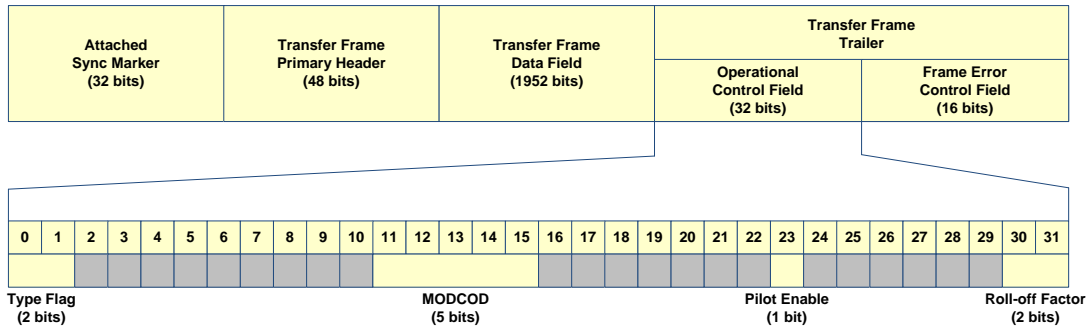 Attached
Sync Marker
(32 bits)
Transfer Frame
Primary Header
(48 bits)
Transfer Frame
Data Field
(1952 bits)
Transfer Frame
Trailer
Operational
Control Field
(32 bits)
Frame Error
Control Field
(16 bits)
0 1 2 3 4 5 6 7 8 9 10 11 12 13 14 15 16 17 18 19 20 21 22 23 24 25 26 27 28 29 30 31
Type Flag
(2 bits)
MODCOD
(5 bits)
Pilot Enable
(1 bit)
Roll-off Factor
(2 bits)